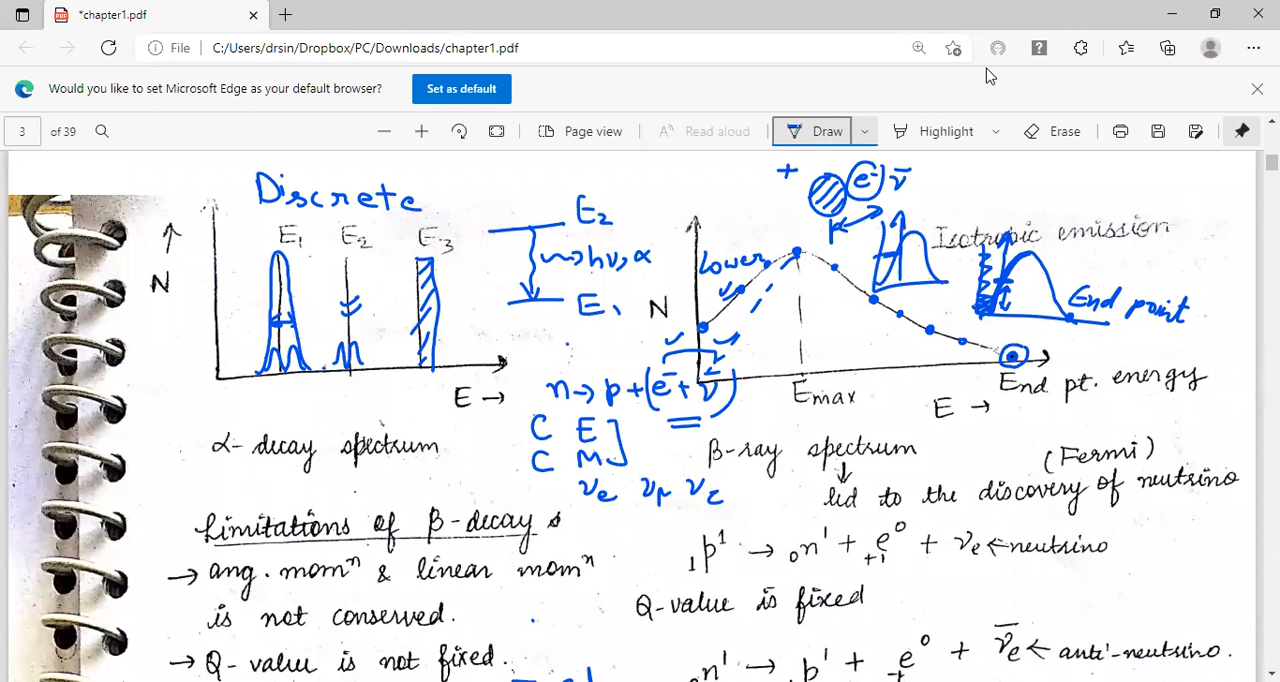 *chapter1.pdf
File C:/Users/drsin/Dropbox/PC/Downloads/chapter1.pdf
Would you like to set Microsoft Edge as your default browser? Set as default
3 of 39 Page view Read aloud Draw Highlight Erase
Discrete
N ↑
E₁ E₂ E₃
E →
α- decay spectrum
E₂
hν, α
E₁
+ e⁻ ν̄
Isotropic emission
Lower
N
End point
Emax
End pt. energy
E →
n → p + (e⁻ + ν̄)
C E
C M
νe νμ ντ
β-ray spectrum
(Fermi)
led to the discovery of neutrino
Limitations of β-decay
→ ang. momⁿ & linear momⁿ
is not conserved.
→ Q-value is not fixed.
₁p¹ → ₀n¹ + ₊₁e⁰ + νe ← neutrino
Q-value is fixed
n¹ → p¹ + e⁰ + ν̄e ← anti-neutrino.